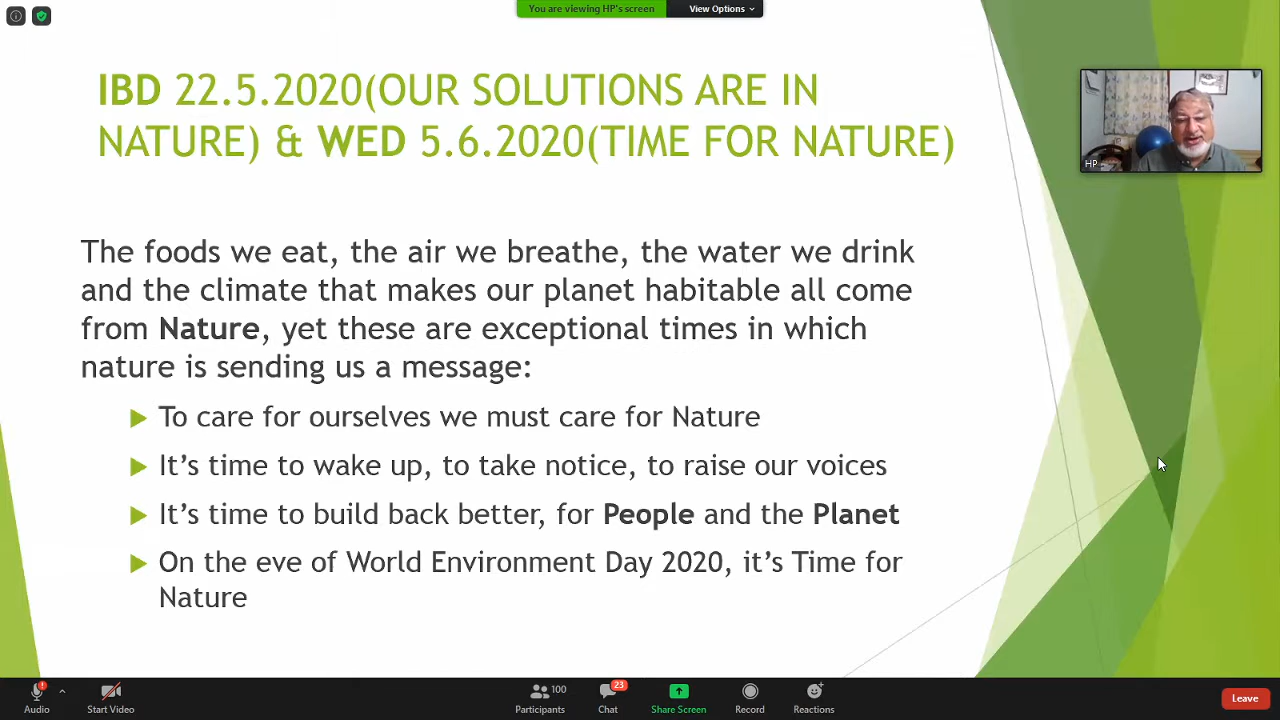 You are viewing HP's screen
View Options
IBD 22.5.2020(OUR SOLUTIONS ARE IN
NATURE) & WED 5.6.2020(TIME FOR NATURE)
HP
The foods we eat, the air we breathe, the water we drink
and the climate that makes our planet habitable all come
from Nature, yet these are exceptional times in which
nature is sending us a message:
To care for ourselves we must care for Nature
It's time to wake up, to take notice, to raise our voices
It's time to build back better, for People and the Planet
On the eve of World Environment Day 2020, it's Time for
Nature
Audio
Start Video
100
Participants
23
Chat
Share Screen
Record
Reactions
Leave